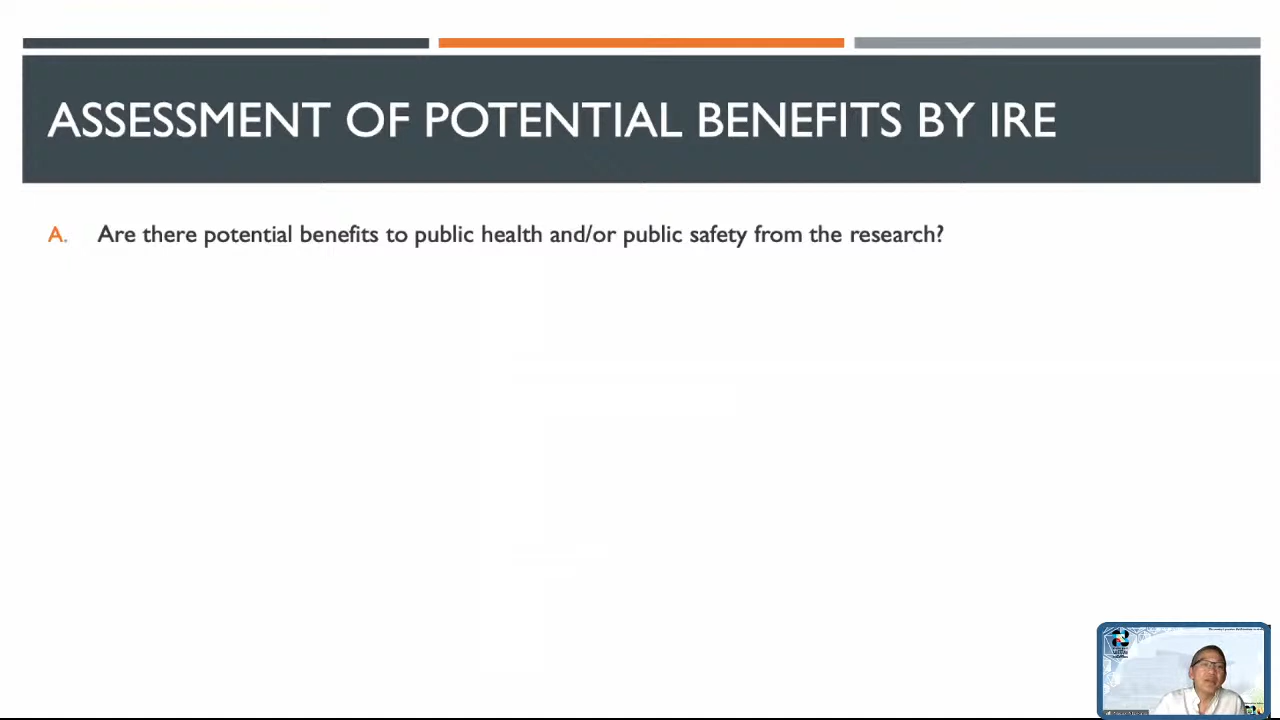 ASSESSMENT OF POTENTIAL BENEFITS BY IRE
A. Are there potential benefits to public health and/or public safety from the research?